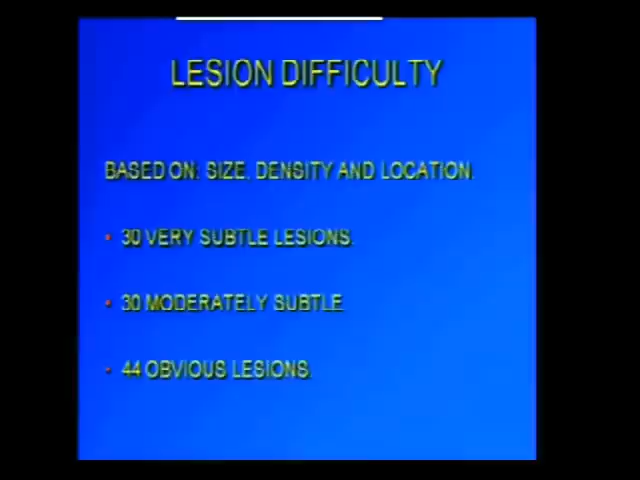 LESION DIFFICULTY
BASED ON: SIZE, DENSITY AND LOCATION.
• 30 VERY SUBTLE LESIONS.
• 30 MODERATELY SUBTLE
• 44 OBVIOUS LESIONS.